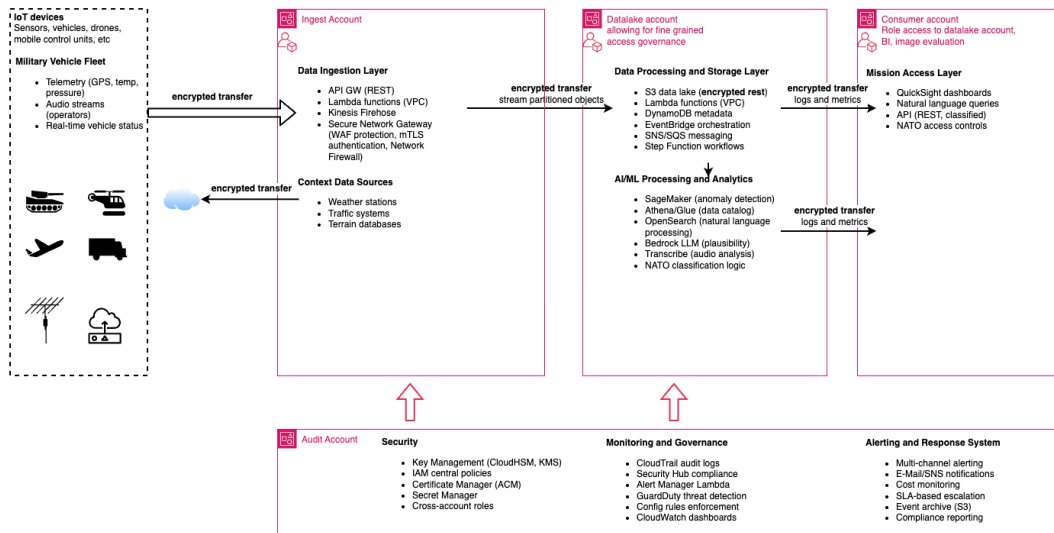 IoT devices
Sensors, vehicles, drones,
mobile control units, etc
Military Vehicle Fleet
• Telemetry (GPS, temp,
pressure)
• Audio streams
(operators)
• Real-time vehicle status
encrypted transfer
Ingest Account
Data Ingestion Layer
• API GW (REST)
• Lambda functions (VPC)
• Kinesis Firehose
• Secure Network Gateway
(WAF protection, mTLS
authentication, Network
Firewall)
encrypted transfer
Context Data Sources
• Weather stations
• Traffic systems
• Terrain databases
encrypted transfer
stream partitioned objects
Datalake account
allowing for fine grained
access governance
Data Processing and Storage Layer
• S3 data lake (encrypted rest)
• Lambda functions (VPC)
• DynamoDB metadata
• EventBridge orchestration
• SNS/SQS messaging
• Step Function workflows
AI/ML Processing and Analytics
• SageMaker (anomaly detection)
• Athena/Glue (data catalog)
• OpenSearch (natural language
processing)
• Bedrock LLM (plausibility)
• Transcribe (audio analysis)
• NATO classification logic
encrypted transfer
logs and metrics
encrypted transfer
logs and metrics
Consumer account
Role access to datalake account,
BI, image evaluation
Mission Access Layer
• QuickSight dashboards
• Natural language queries
• API (REST, classified)
• NATO access controls
Audit Account
Security
• Key Management (CloudHSM, KMS)
• IAM central policies
• Certificate Manager (ACM)
• Secret Manager
• Cross-account roles
Monitoring and Governance
• CloudTrail audit logs
• Security Hub compliance
• Alert Manager Lambda
• GuardDuty threat detection
• Config rules enforcement
• CloudWatch dashboards
Alerting and Response System
• Multi-channel alerting
• E-Mail/SNS notifications
• Cost monitoring
• SLA-based escalation
• Event archive (S3)
• Compliance reporting